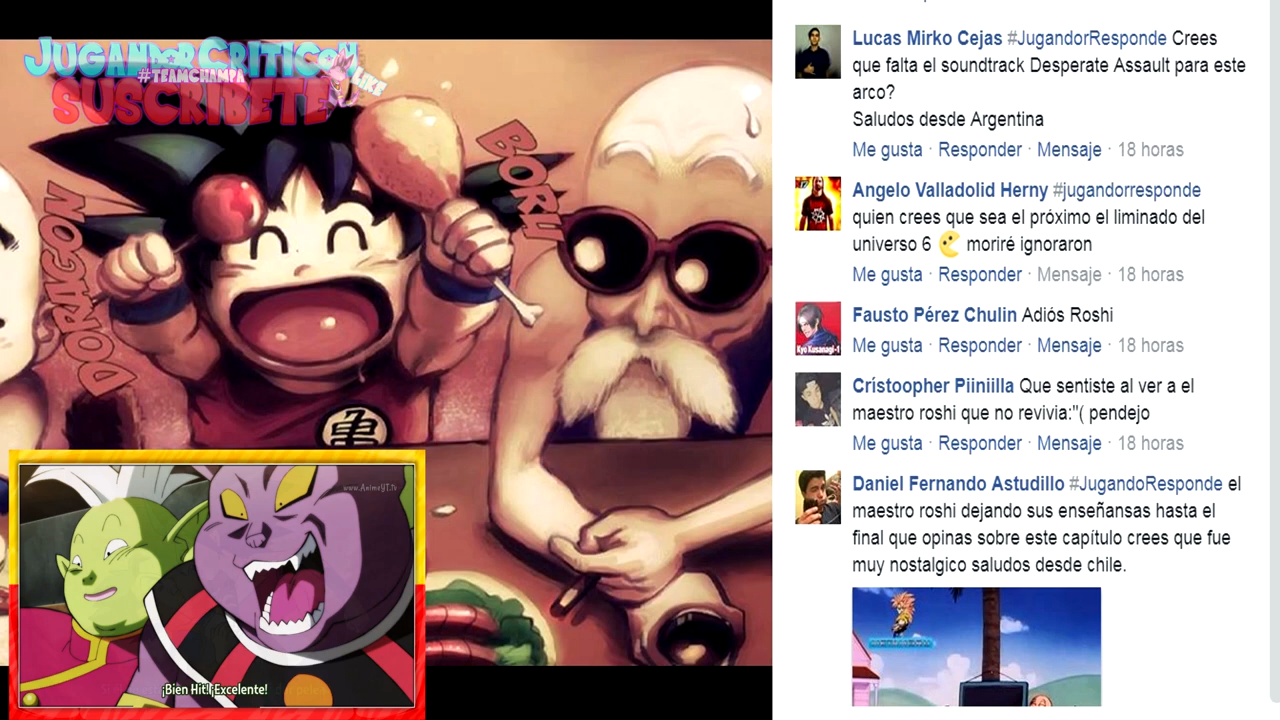 JUGANDORCRITICON
#TEAMCHAMPA
LIKE
SUSCRIBETE
DORAGON
BORU
www.AnimeYT.tv
¡Bien Hit! ¡Excelente!
Lucas Mirko Cejas #JugandorResponde Crees
que falta el soundtrack Desperate Assault para este
arco?
Saludos desde Argentina
Me gusta · Responder · Mensaje · 18 horas
Angelo Valladolid Herny #jugandorresponde
quien crees que sea el próximo el liminado del
universo 6 moriré ignoraron
Me gusta · Responder · Mensaje · 18 horas
Kyo Kusanagi-1
Fausto Pérez Chulin Adiós Roshi
Me gusta · Responder · Mensaje · 18 horas
Crístoopher Piiniilla Que sentiste al ver a el
maestro roshi que no revivia:"( pendejo
Me gusta · Responder · Mensaje · 18 horas
Daniel Fernando Astudillo #JugandoResponde el
maestro roshi dejando sus enseñansas hasta el
final que opinas sobre este capítulo crees que fue
muy nostalgico saludos desde chile.